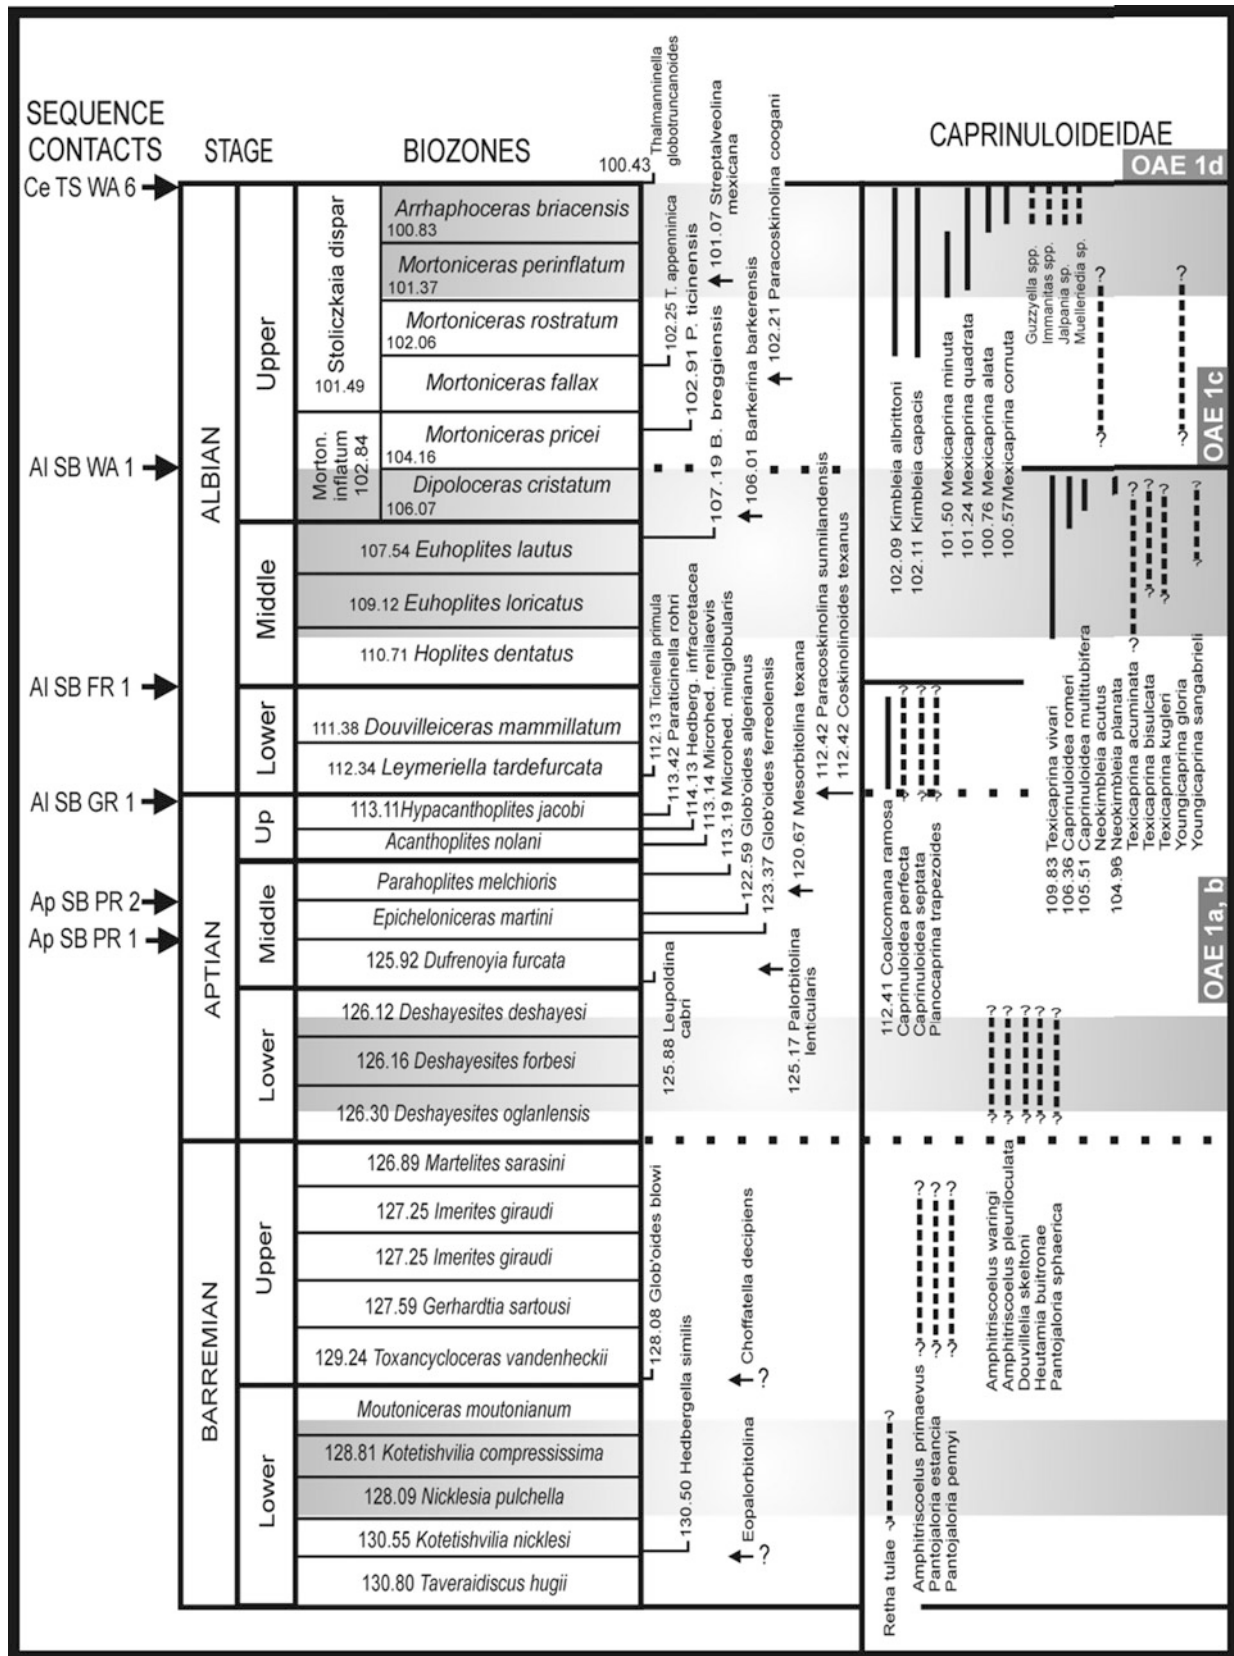 SEQUENCE
CONTACTS
STAGE
BIOZONES
CAPRINULOIDEIDAE
Ce TS WA 6
Al SB WA 1
Al SB FR 1
Al SB GR 1
Ap SB PR 2
Ap SB PR 1
ALBIAN
APTIAN
BARREMIAN
Upper
Middle
Lower
Up
Middle
Lower
Upper
Lower
Stoliczkaia dispar
101.49
Morton.
inflatum
102.84
Arrhaphoceras briacensis
100.83
Mortoniceras perinflatum
101.37
Mortoniceras rostratum
102.06
Mortoniceras fallax
Mortoniceras pricei
104.16
Dipoloceras cristatum
106.07
107.54 Euhoplites lautus
109.12 Euhoplites loricatus
110.71 Hoplites dentatus
111.38 Douvilleiceras mammillatum
112.34 Leymeriella tardefurcata
113.11Hypacanthoplites jacobi
Acanthoplites nolani
Parahoplites melchioris
Epicheloniceras martini
125.92 Dufrenoyia furcata
126.12 Deshayesites deshayesi
126.16 Deshayesites forbesi
126.30 Deshayesites oglanlensis
126.89 Martelites sarasini
127.25 Imerites giraudi
127.25 Imerites giraudi
127.59 Gerhardtia sartousi
129.24 Toxancycloceras vandenheckii
Moutoniceras moutonianum
128.81 Kotetishvilia compressissima
128.09 Nicklesia pulchella
130.55 Kotetishvilia nicklesi
130.80 Taveraidiscus hugii
100.43
Thalmanninella
globotruncanoides
102.25 T. appenninica
102.91 P. ticinensis
107.19 B. breggiensis
101.07 Streptalveolina
mexicana
106.01 Barkerina barkerensis
102.21 Paracoskinolina coogani
112.13 Ticinella primula
113.42 Paraticinella rohri
114.13 Hedberg. infracretacea
113.14 Microhed. renilaevis
113.19 Microhed. miniglobularis
122.59 Glob'oides algerianus
123.37 Glob'oides ferreolensis
120.67 Mesorbitolina texana
112.42 Paracoskinolina sunnilandensis
112.42 Coskinolinoides texanus
125.88 Leupoldina
cabri
125.17 Palorbitolina
lenticularis
128.08 Glob'oides blowi
130.50 Hedbergella similis
Choffatella decipiens
?
Eopalorbitolina
?
OAE 1d
OAE 1c
OAE 1a, b
102.09 Kimbleia albrittoni
102.11 Kimbleia capacis
101.50 Mexicaprina minuta
101.24 Mexicaprina quadrata
100.76 Mexicaprina alata
100.57Mexicaprina cornuta
Guzzyella spp.
Immanitas spp.
Jalpania sp.
Muelleriedia sp.
? ?
? ?
109.83 Texicaprina vivari
106.36 Caprinuloidea romeri
105.51 Caprinuloidea multitubifera
Neokimbleia acutus
104.96 Neokimbleia planata
Texicaprina acuminata ? ?
Texicaprina bisulcata ? ?
Texicaprina kugleri ? ?
Youngicaprina gloria
Youngicaprina sangabrieli ? ?
112.41 Coalcomana ramosa
Caprinuloidea perfecta ? ?
Caprinuloidea septata ? ?
Planocaprina trapezoides ? ?
Amphitriscoelus waringi ? ?
Amphitriscoelus pleuriloculata ? ?
Douvillelia skeltoni ? ?
Heutamia buitronae ? ?
Pantojaloria sphaerica ? ?
Retha tulae ? ?
Amphitriscoelus primaevus ? ?
Pantojaloria estancia ? ?
Pantojaloria pennyi ? ?